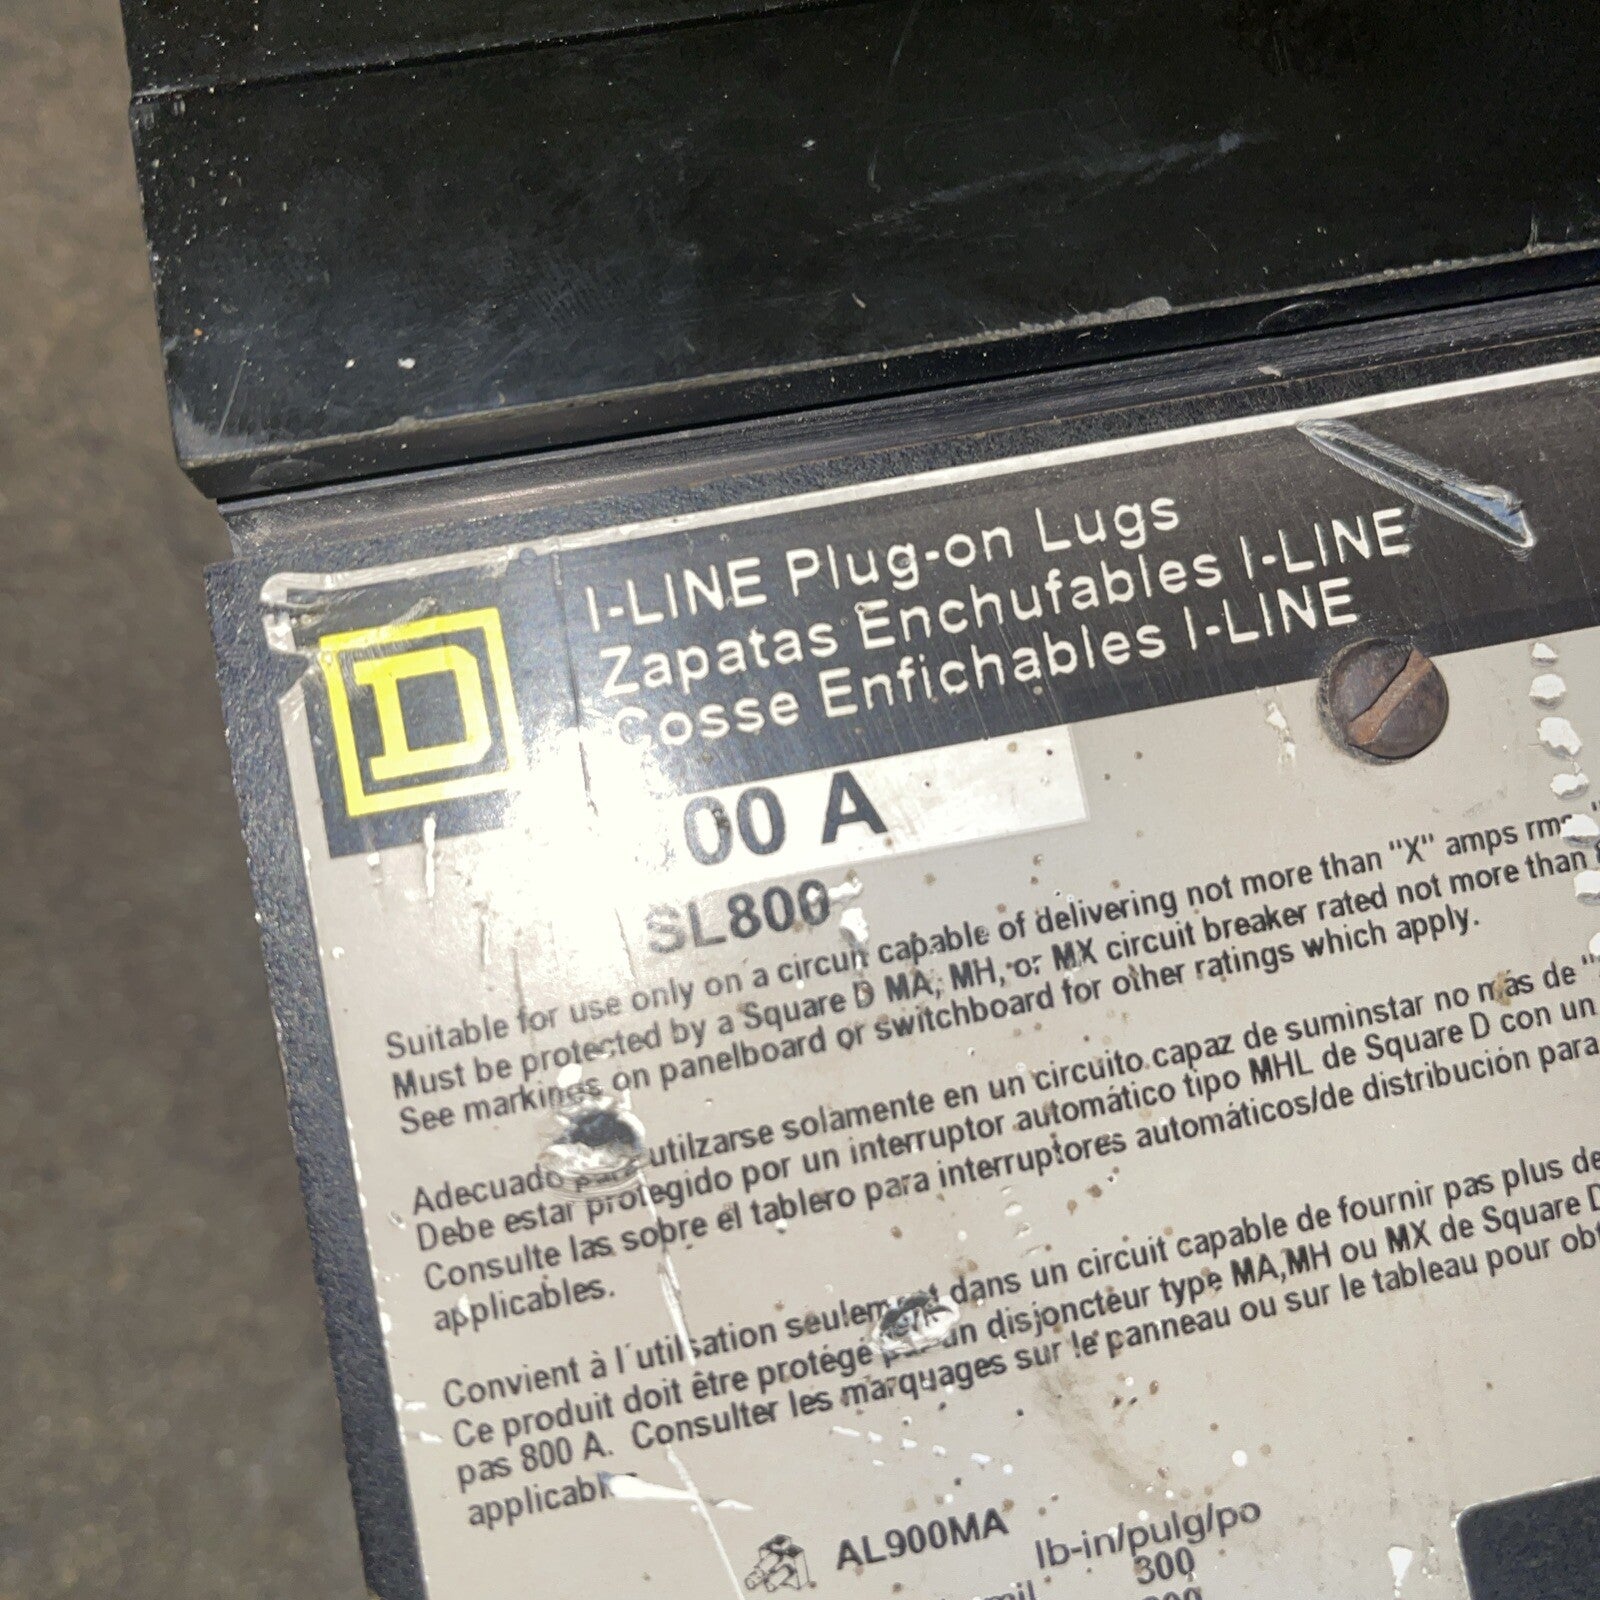 D
I-LINE Plug-on Lugs
Zapatas Enchufables I-LINE
Cosse Enfichables I-LINE
00 A
SL800
Suitable for use only on a circuit capable of delivering not more than "X" amps rms
Must be protected by a Square D MA, MH, or MX circuit breaker rated not more than
See markings on panelboard or switchboard for other ratings which apply.
Adecuado para utilzarse solamente en un circuito capaz de suminstar no más de "
Debe estar protegido por un interruptor automático tipo MHL de Square D con un
Consulte las sobre el tablero para interruptores automáticos/de distribución para
applicables.
Convient à l'utilsation seulement dans un circuit capable de fournir pas plus de
Ce produit doit être protégé par un disjoncteur type MA,MH ou MX de Square D
pas 800 A. Consulter les marquages sur le panneau ou sur le tableau pour
applicabl
AL900MA
lb-in/pulg/po
300